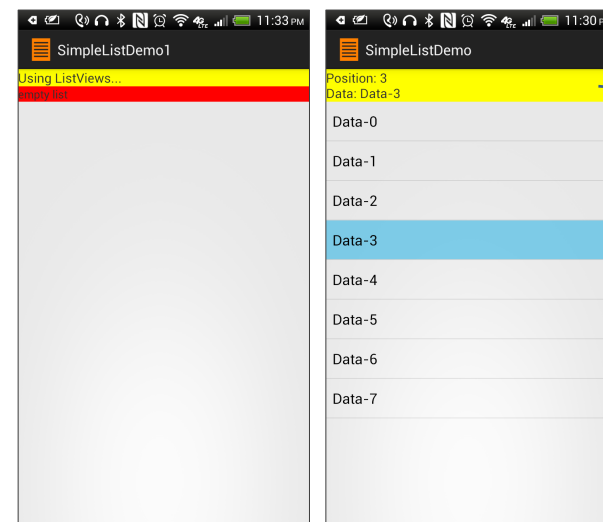 11:33 PM
SimpleListDemo1
Using ListViews...
empty list
11:30
SimpleListDemo
Position: 3
Data: Data-3
Data-0
Data-1
Data-2
Data-3
Data-4
Data-5
Data-6
Data-7